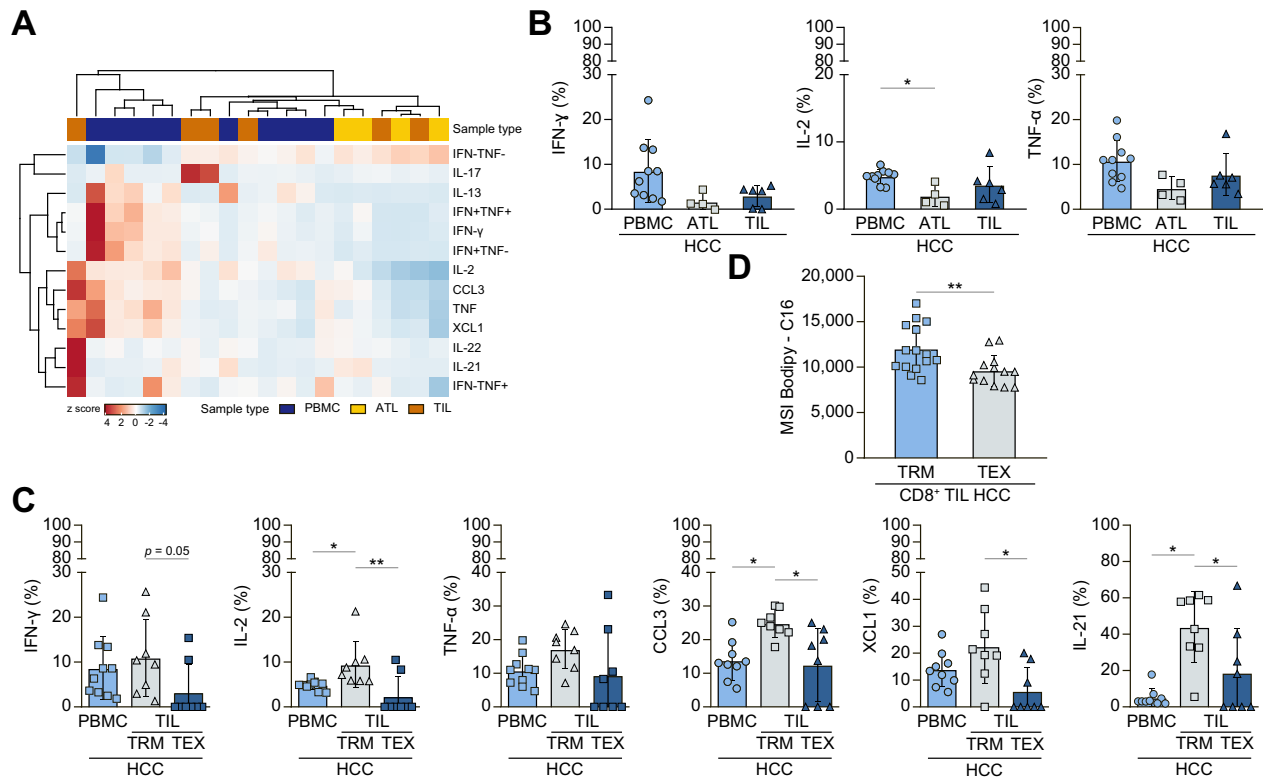 A
Sample type
IFN-TNF-
IL-17
IL-13
IFN+TNF+
IFN-γ
IFN+TNF-
IL-2
CCL3
TNF
XCL1
IL-22
IL-21
IFN-TNF+
z score
4 2 0 -2 -4
Sample type PBMC ATL TIL
B
IFN-γ (%)
100
90
80
30
20
10
0
PBMC ATL TIL
HCC
IL-2 (%)
100
90
80
20
10
0
*
PBMC ATL TIL
HCC
TNF-α (%)
100
90
80
30
20
10
0
PBMC ATL TIL
HCC
D
MSI Bodipy - C16
20,000
15,000
10,000
5,000
0
**
TRM TEX
CD8+ TIL HCC
C
IFN-γ (%)
100
90
80
30
20
10
0
p = 0.05
PBMC TIL
TRM TEX
HCC
IL-2 (%)
100
90
80
30
20
10
0
* **
PBMC TIL
TRM TEX
HCC
TNF-α (%)
100
90
80
30
20
10
0
PBMC TIL
TRM TEX
HCC
CCL3 (%)
100
90
80
40
30
20
10
0
* *
PBMC TIL
TRM TEX
HCC
XCL1 (%)
100
90
80
50
40
30
20
10
0
*
PBMC TIL
TRM TEX
HCC
IL-21 (%)
100
80
80
60
40
20
0
* *
PBMC TIL
TRM TEX
HCC